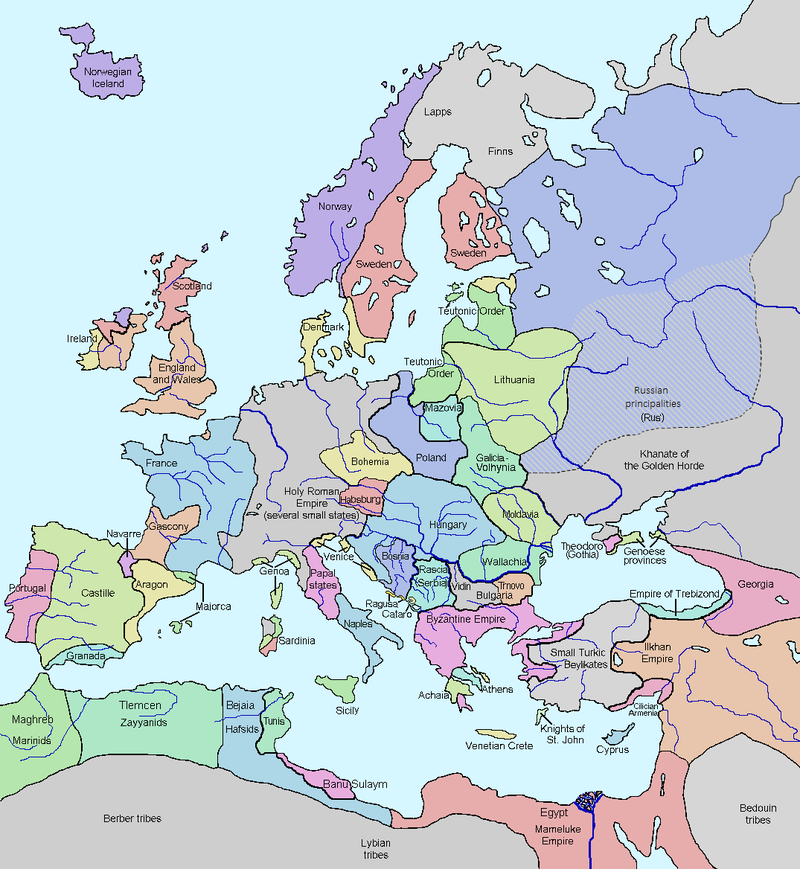 Norwegian
Iceland
Lapps
Finns
Norway
Sweden
Sweden
Scotland
Ireland
England
and Wales
Denmark
Teutonic Order
Teutonic
Order
Lithuania
Mazovia
Russian
principalities
(Rus')
Poland
Galicia-
Volhynia
Khanate of
the Golden Horde
France
Bohemia
Holy Roman
Empire
(several small states)
Habsburg
Hungary
Moldavia
Gascony
Navarre
Theodoro
(Gothia)
Genoese
provinces
Venice
Bosnia
Wallachia
Portugal
Castille
Aragon
Genoa
Papal
states
Rascia
Serbia
Vidin
Trnovo
Bulgaria
Georgia
Empire of Trebizond
Majorca
Ragusa
Cataro
Naples
Byzantine Empire
Sardinia
Granada
Small Turkic
Beylikates
Ilkhan
Empire
Achaia
Athens
Sicily
Cilician
Armenia
Maghreb
Marinids
Tlemcen
Zayyanids
Bejaia
Hafsids
Tunis
Venetian Crete
Knights of
St. John
Cyprus
Banu Sulaym
Berber tribes
Lybian
tribes
Egypt
Mameluke
Empire
Bedouin
tribes